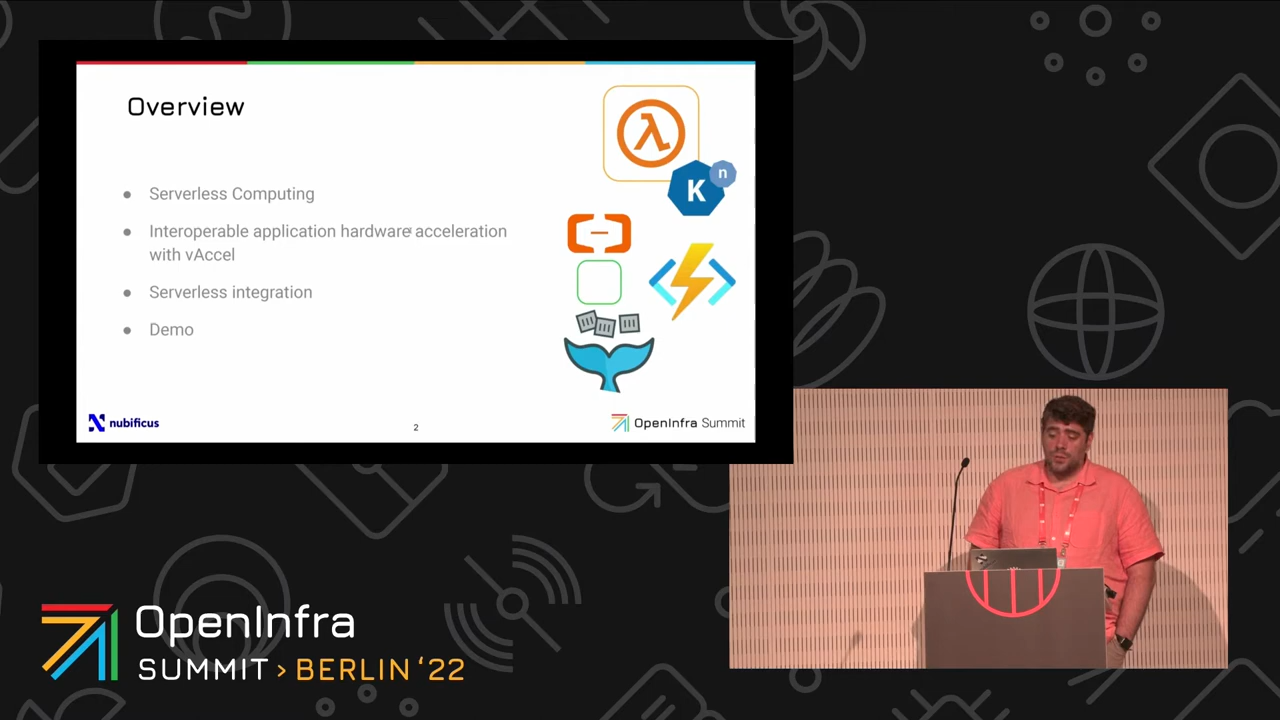 Overview
Serverless Computing
Interoperable application hardware acceleration
with vAccel
Serverless integration
Demo
λ
K
n
nubificus
2
OpenInfra Summit
OpenInfra
SUMMIT > BERLIN ‘22